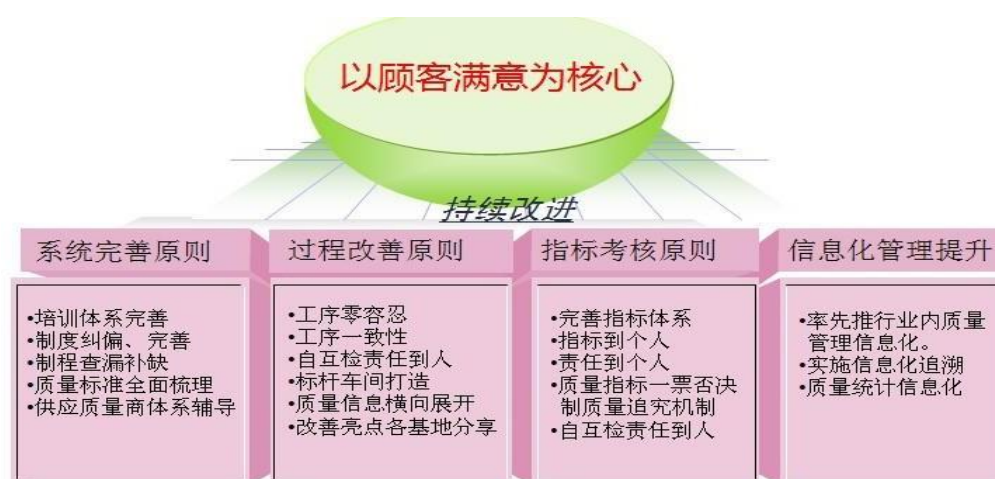 以顾客满意为核心
持续改进
系统完善原则
•培训体系完善
•制度纠偏、完善
•制程查漏补缺
•质量标准全面梳理
•供应质量商体系辅导
过程改善原则
•工序零容忍
•工序一致性
•自互检责任到人
•标杆车间打造
•质量信息横向展开
•改善亮点各基地分享
指标考核原则
•完善指标体系
•指标到个人
•责任到个人
•质量指标一票否决
制质量追究机制
•自互检责任到人
信息化管理提升
•率先推行业内质量
管理信息化。
•实施信息化追溯
•质量统计信息化